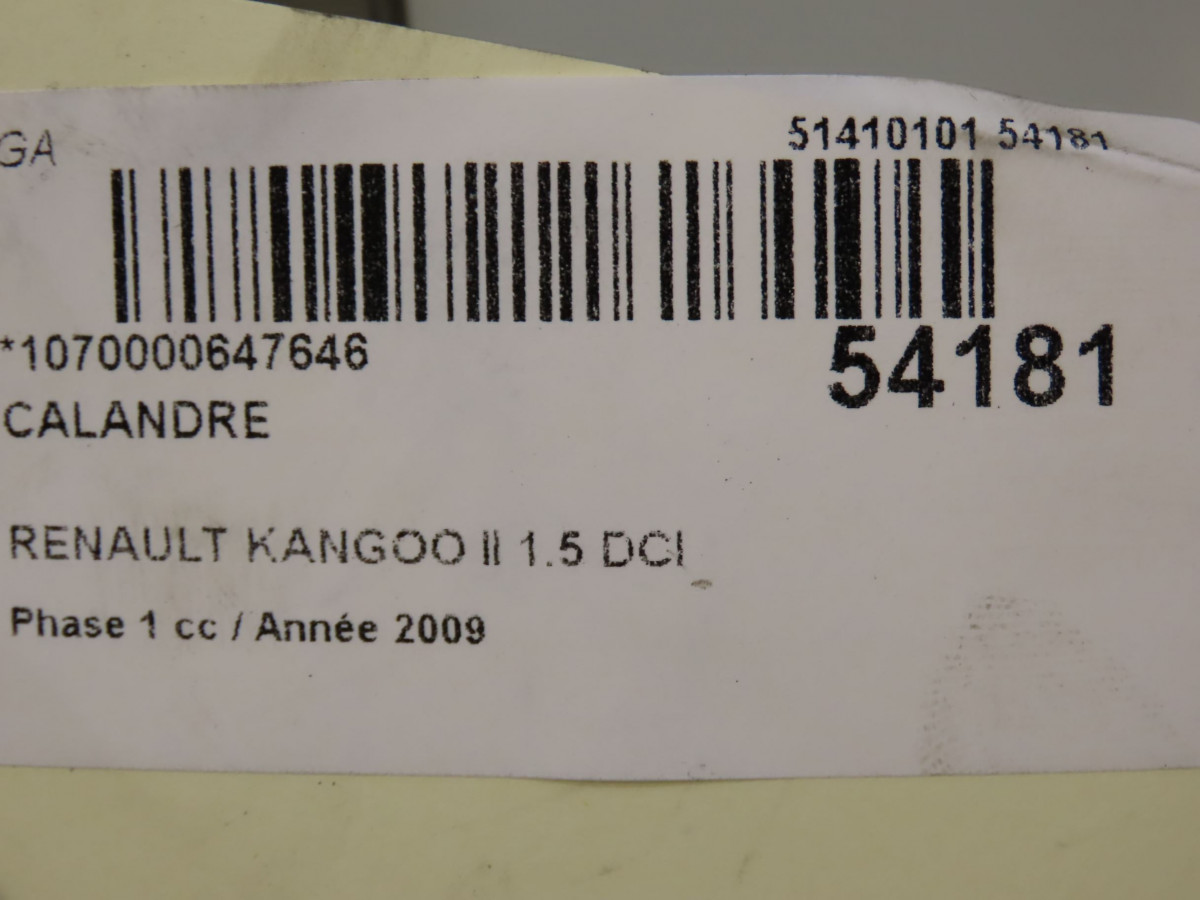 GA
51410101 54181
*1070000647646
54181
CALANDRE
RENAULT KANGOO II 1.5 DCI
Phase 1 cc / Année 2009